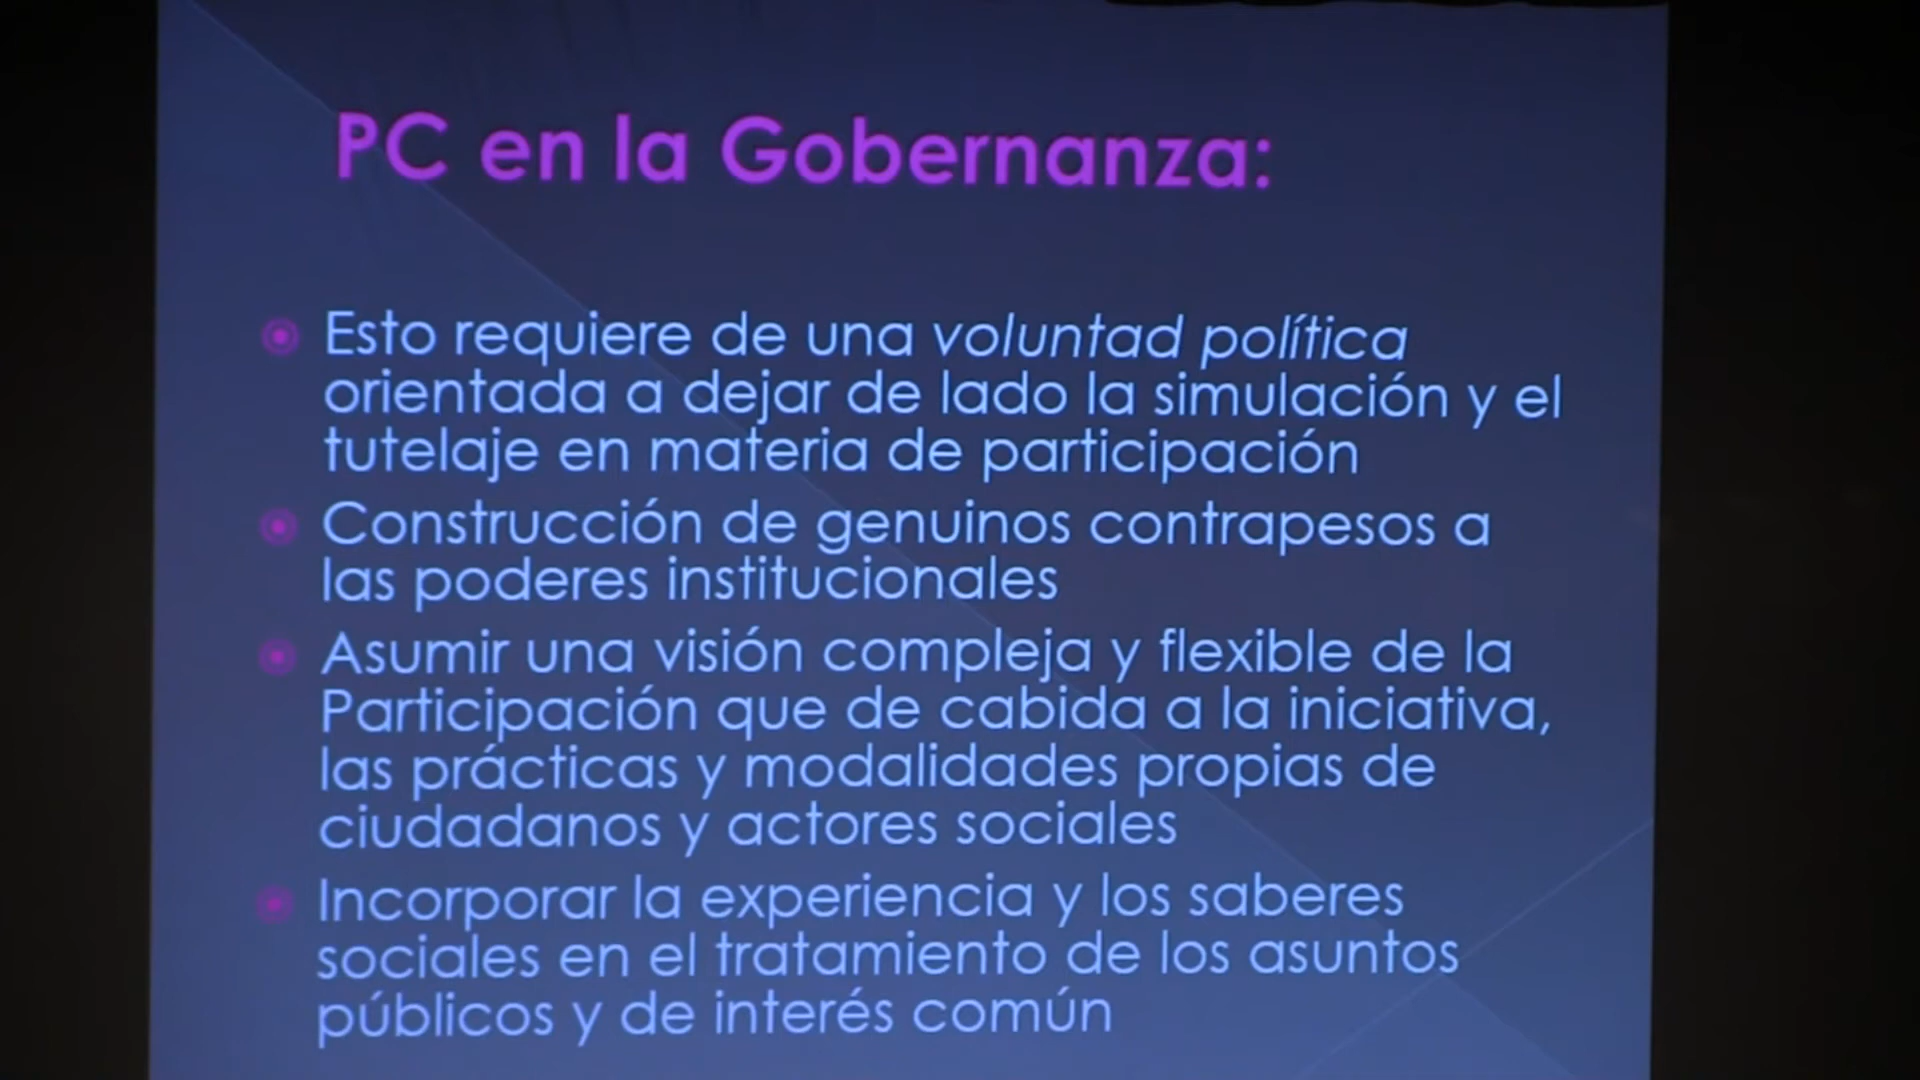 PC en la Gobernanza:
Esto requiere de una voluntad política
orientada a dejar de lado la simulación y el
tutelaje en materia de participación
Construcción de genuinos contrapesos a
las poderes institucionales
Asumir una visión compleja y flexible de la
Participación que de cabida a la iniciativa,
las prácticas y modalidades propias de
ciudadanos y actores sociales
Incorporar la experiencia y los saberes
sociales en el tratamiento de los asuntos
públicos y de interés común